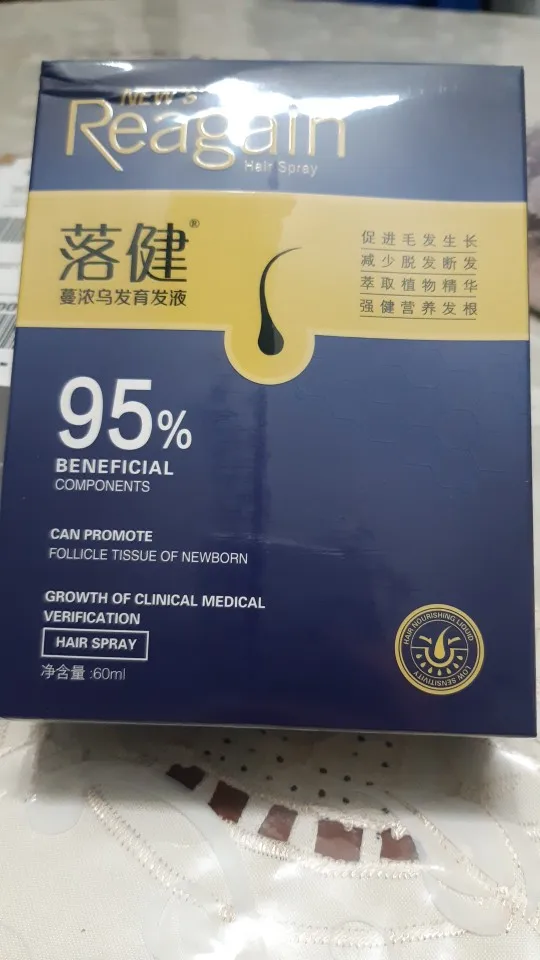 NEW'S
Reagain
Hair Spray
落健®
蔓浓乌发育发液
促进毛发生长
减少脱发断发
萃取植物精华
强健营养发根
95%
BENEFICIAL
COMPONENTS
CAN PROMOTE
FOLLICLE TISSUE OF NEWBORN
GROWTH OF CLINICAL MEDICAL
VERIFICATION
HAIR SPRAY
净含量:60ml
HAIR NOURISHING LIQUID
LOW SENSITIVITY